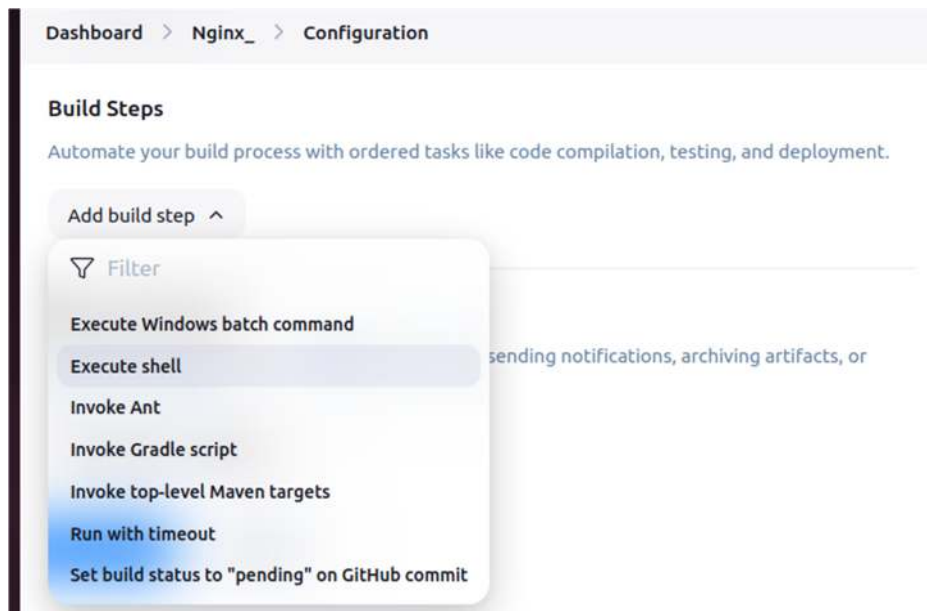 Dashboard > Nginx_ > Configuration
Build Steps
Automate your build process with ordered tasks like code compilation, testing, and deployment.
Add build step
Filter
Execute Windows batch command
Execute shell
sending notifications, archiving artifacts, or
Invoke Ant
Invoke Gradle script
Invoke top-level Maven targets
Run with timeout
Set build status to "pending" on GitHub commit